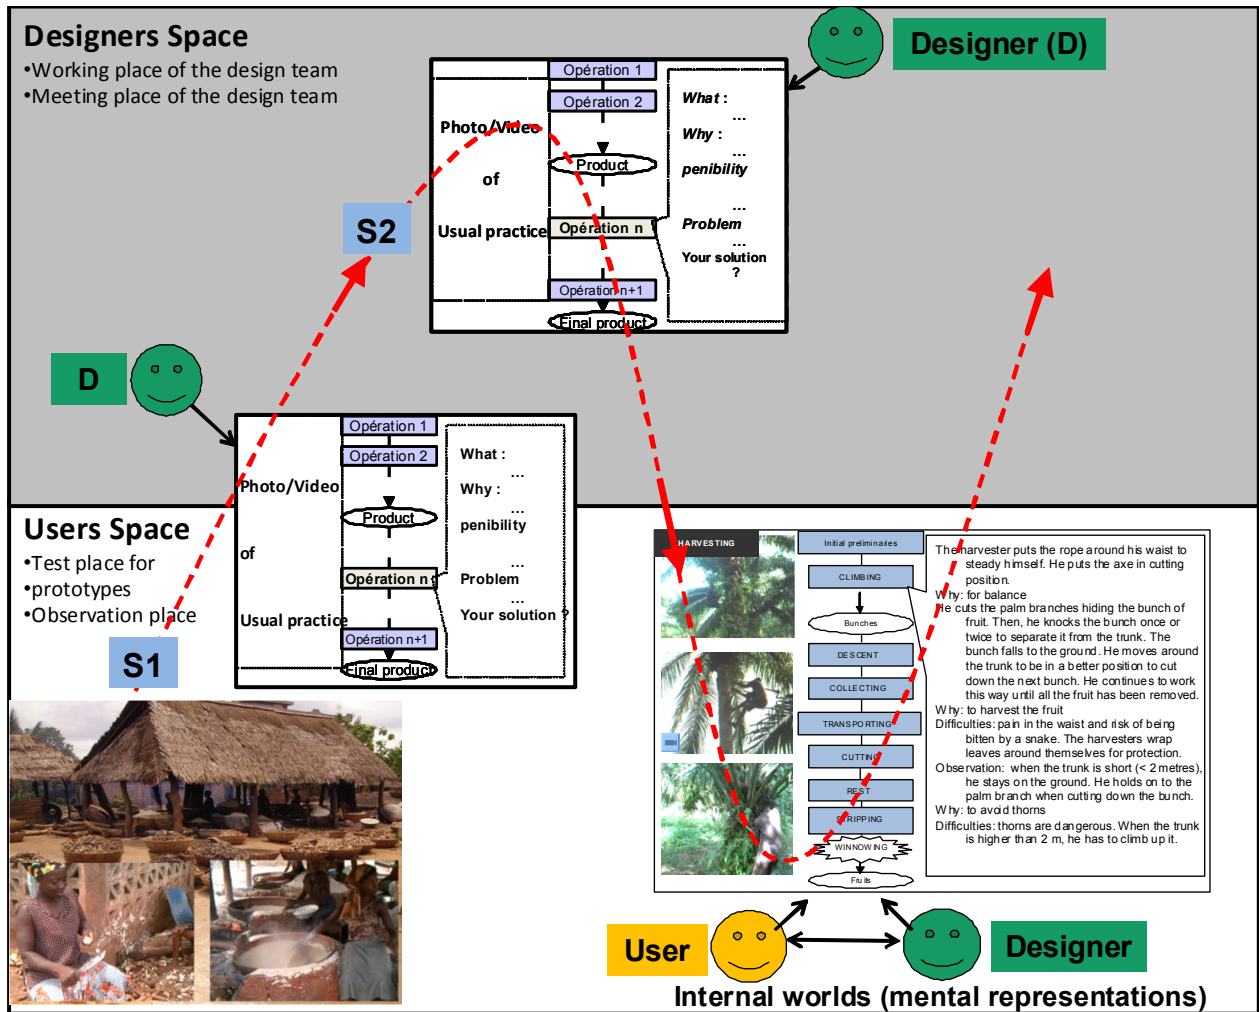 Designers Space
•Working place of the design team
•Meeting place of the design team
Designer (D)
Opération 1
Opération 2
Photo/Video
of
Usual practice
Product
Opération n
Opération n+1
Final product
What :
...
Why :
...
penibility
...
Problem
...
Your solution
?
S2
D
Opération 1
Opération 2
Photo/Video
of
Usual practice
Product
Opération n
Opération n+1
Final product
What :
...
Why :
...
penibility
...
Problem
...
Your solution ?
Users Space
•Test place for
•prototypes
•Observation place
S1
HARVESTING
Initial preliminaries
CLIMBING
Bunches
DESCENT
COLLECTING
TRANSPORTING
CUTTING
REST
STRIPPING
WINNOWING
Fruits
The harvester puts the rope around his waist to
steady himself. He puts the axe in cutting
position.
Why: for balance
He cuts the palm branches hiding the bunch of
fruit. Then, he knocks the bunch once or
twice to separate it from the trunk. The
bunch falls to the ground. He moves around
the trunk to be in a better position to cut
down the next bunch. He continues to work
this way until all the fruit has been removed.
Why: to harvest the fruit
Difficulties: pain in the waist and risk of being
bitten by a snake. The harvesters wrap
leaves around themselves for protection.
Observation: when the trunk is short (< 2 metres),
he stays on the ground. He holds on to the
palm branch when cutting down the bunch.
Why: to avoid thorns
Difficulties: thorns are dangerous. When the trunk
is higher than 2 m, he has to climb up it.
User
Designer
Internal worlds (mental representations)